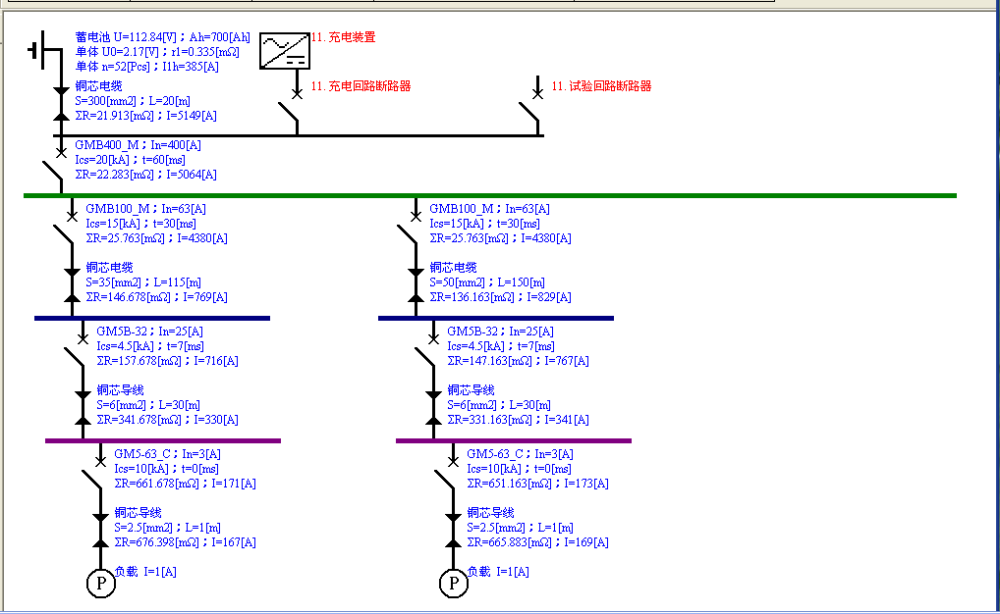 蓄电池 U=112.84[V]；Ah=700[Ah]
单体 U0=2.17[V]；r1=0.335[mΩ]
单体 n=52[Pcs]；I1h=385[A]
11. 充电装置
铜芯电缆
S=300[mm2]；L=20[m]
ΣR=21.913[mΩ]；I=5149[A]
11. 充电回路断路器
11. 试验回路断路器
GMB400_M；In=400[A]
Ics=20[kA]；t=60[ms]
ΣR=22.283[mΩ]；I=5064[A]
GMB100_M；In=63[A]
Ics=15[kA]；t=30[ms]
ΣR=25.763[mΩ]；I=4380[A]
铜芯电缆
S=35[mm2]；L=115[m]
ΣR=146.678[mΩ]；I=769[A]
GM5B-32；In=25[A]
Ics=4.5[kA]；t=7[ms]
ΣR=157.678[mΩ]；I=716[A]
铜芯导线
S=6[mm2]；L=30[m]
ΣR=341.678[mΩ]；I=330[A]
GM5-63_C；In=3[A]
Ics=10[kA]；t=0[ms]
ΣR=661.678[mΩ]；I=171[A]
铜芯导线
S=2.5[mm2]；L=1[m]
ΣR=676.398[mΩ]；I=167[A]
负载 I=1[A]
P
GMB100_M；In=63[A]
Ics=15[kA]；t=30[ms]
ΣR=25.763[mΩ]；I=4380[A]
铜芯电缆
S=50[mm2]；L=150[m]
ΣR=136.163[mΩ]；I=829[A]
GM5B-32；In=25[A]
Ics=4.5[kA]；t=7[ms]
ΣR=147.163[mΩ]；I=767[A]
铜芯导线
S=6[mm2]；L=30[m]
ΣR=331.163[mΩ]；I=341[A]
GM5-63_C；In=3[A]
Ics=10[kA]；t=0[ms]
ΣR=651.163[mΩ]；I=173[A]
铜芯导线
S=2.5[mm2]；L=1[m]
ΣR=665.883[mΩ]；I=169[A]
负载 I=1[A]
P